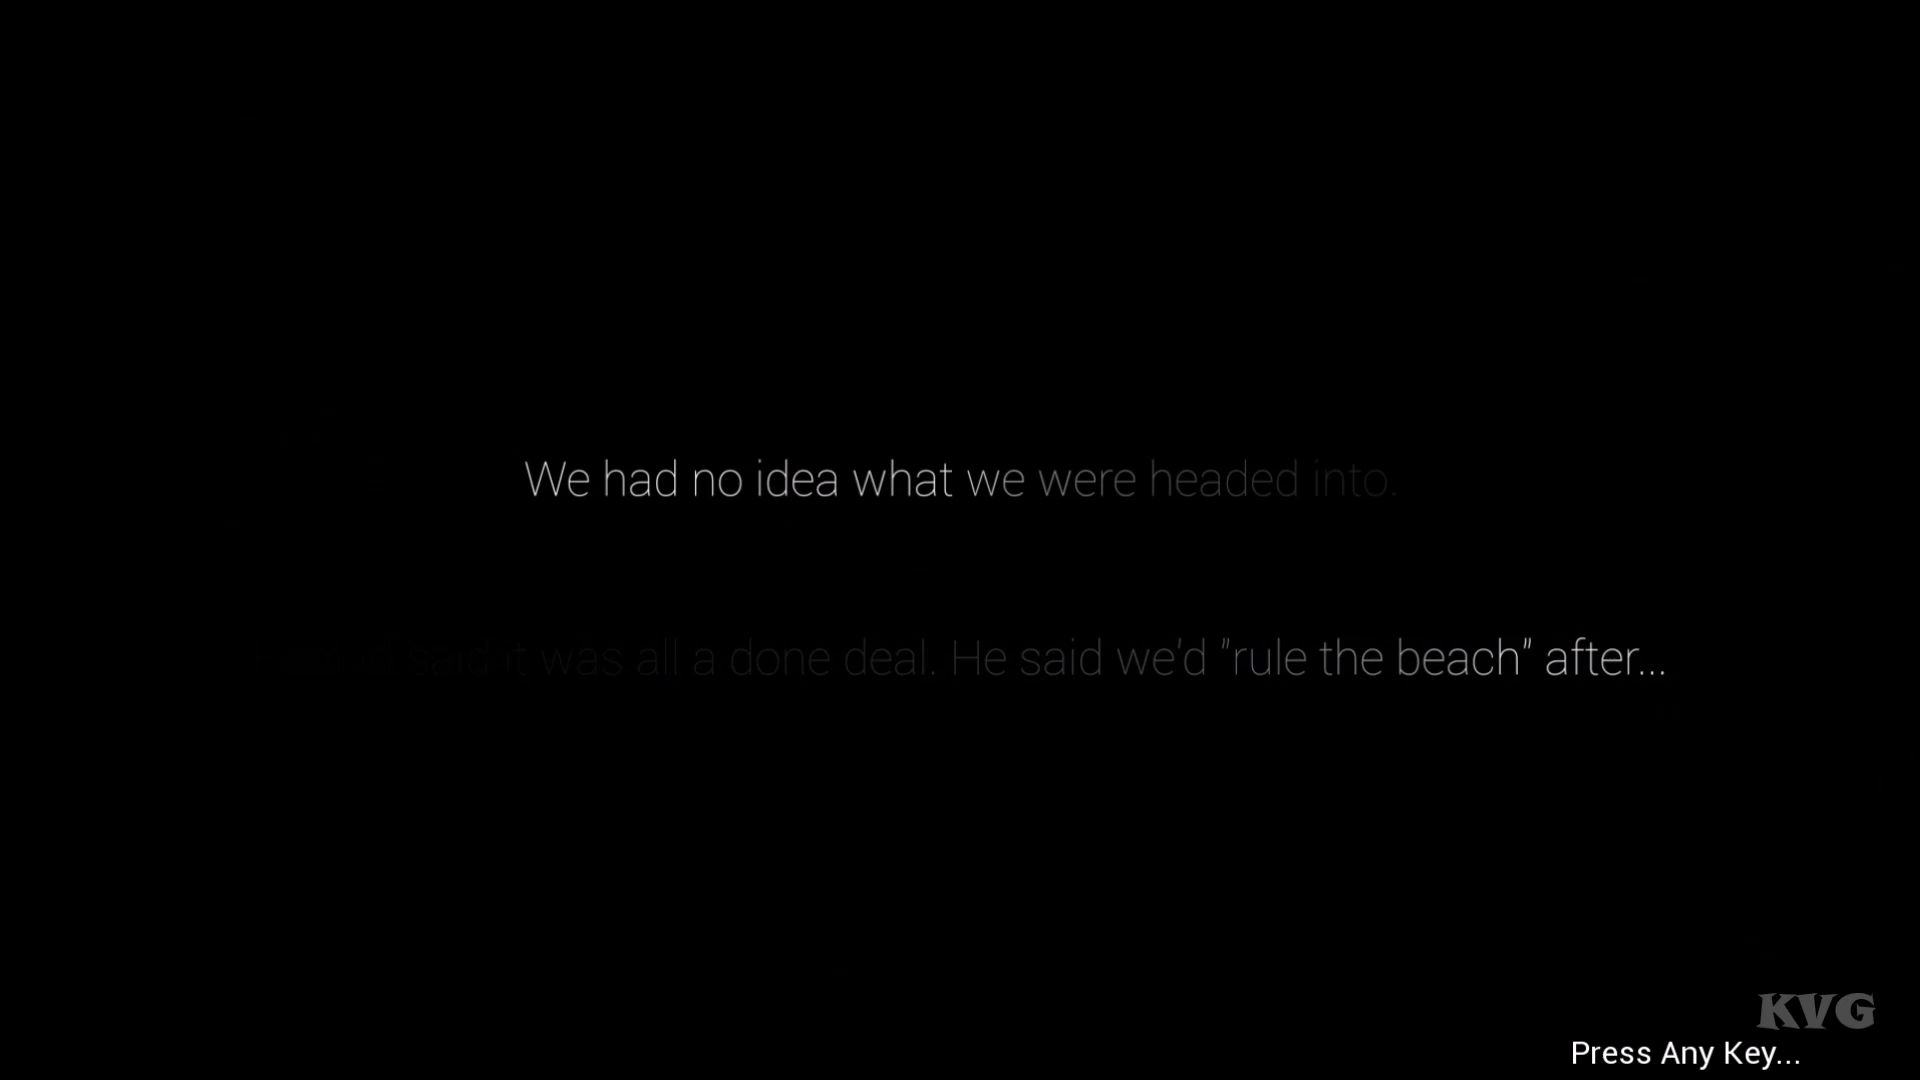 We had no idea what we were headed into.
said it was all a done deal. He said we'd "rule the beach" after...
KVG
Press Any Key...